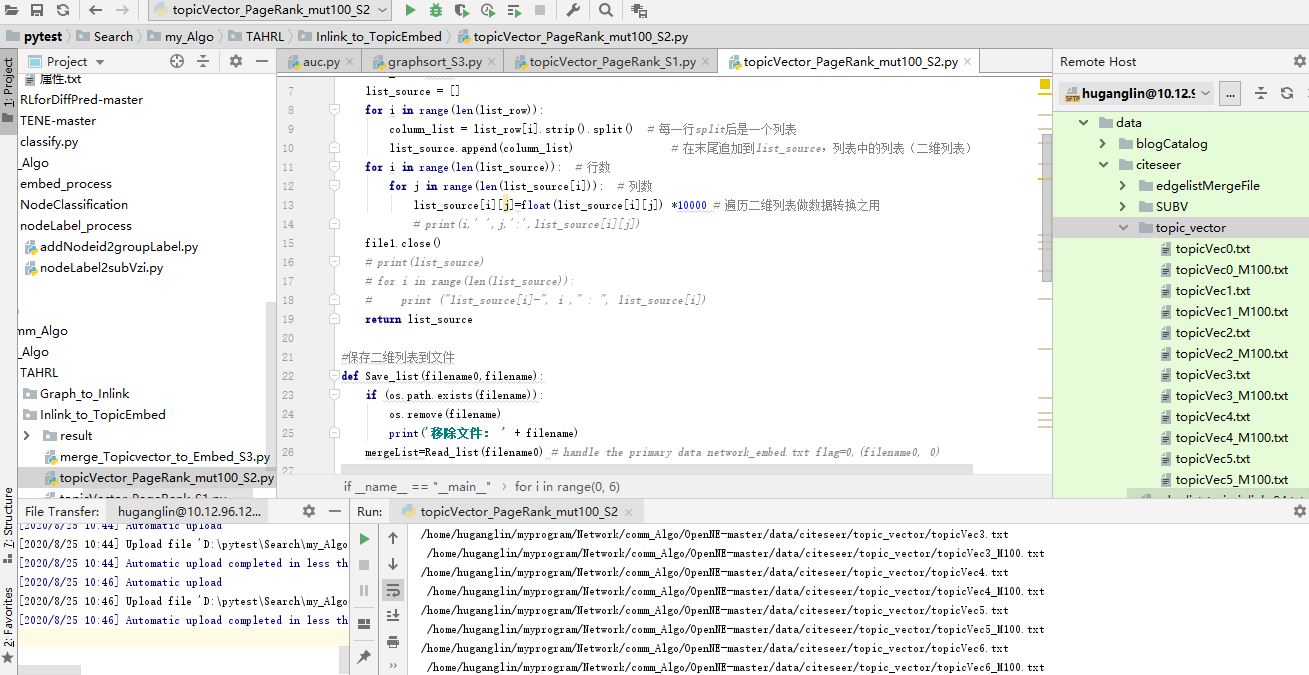 topicVector_PageRank_mut100_S2
pytest Search my_Algo TAHRL Inlink_to_TopicEmbed topicVector_PageRank_mut100_S2.py
1: Project
Project
属性.txt
RLforDiffPred-master
TENE-master
classify.py
_Algo
embed_process
NodeClassification
nodeLabel_process
addNodeid2groupLabel.py
nodeLabel2subVzi.py
_Algo
TAHRL
Graph_to_Inlink
Inlink_to_TopicEmbed
result
merge_Topicvector_to_Embed_S3.py
topicVector_PageRank_mut100_S2.py
auc.py graphsort_S3.py topicVector_PageRank_S1.py topicVector_PageRank_mut100_S2.py
7 list_source = []
8 for i in range(len(list_row)):
9 column_list = list_row[i].strip().split() # 每一行split后是一个列表
10 list_source.append(column_list) # 在末尾追加到list_source,列表中的列表(二维列表)
11 for i in range(len(list_source)): # 行数
12 for j in range(len(list_source[i])): # 列数
13 list_source[i][j]=float(list_source[i][j]) *10000 # 遍历二维列表做数据转换之用
14 # print(i,' ',j,':',list_source[i][j])
15 file1.close()
16 # print(list_source)
17 # for i in range(len(list_source)):
18 # print ("list_source[i]-", i ," : ", list_source[i])
19 return list_source
20
21 #保存二维列表到文件
22 def Save_list(filename0,filename):
23 if (os.path.exists(filename)):
24 os.remove(filename)
25 print('移除文件: ' + filename)
26 mergeList=Read_list(filename0) # handle the primary data network_embed.txt flag=0,(filename0, 0)
27
if __name__ == "__main__" for i in range(0, 6)
Remote Host
huganglin@10.12.9 ...
data
blogCatalog
citeseer
edgelistMergeFile
SUBV
topic_vector
topicVec0.txt
topicVec0_M100.txt
topicVec1.txt
topicVec1_M100.txt
topicVec2.txt
topicVec2_M100.txt
topicVec3.txt
topicVec3_M100.txt
topicVec4.txt
topicVec4_M100.txt
topicVec5.txt
topicVec5_M100.txt
7: Structure
2: Favorites
File Transfer: huganglin@10.12.96.12...
[2020/8/25 10:44] Automatic upload
[2020/8/25 10:44] Upload file 'D:\pytest\Search\my_Algo
[2020/8/25 10:44] Automatic upload completed in less th
[2020/8/25 10:46] Automatic upload
[2020/8/25 10:46] Upload file 'D:\pytest\Search\my_Algo
[2020/8/25 10:46] Automatic upload completed in less th
Run: topicVector_PageRank_mut100_S2
/home/huganglin/myprogram/Network/comm_Algo/OpenNE-master/data/citeseer/topic_vector/topicVec3.txt
/home/huganglin/myprogram/Network/comm_Algo/OpenNE-master/data/citeseer/topic_vector/topicVec3_M100.txt
/home/huganglin/myprogram/Network/comm_Algo/OpenNE-master/data/citeseer/topic_vector/topicVec4.txt
/home/huganglin/myprogram/Network/comm_Algo/OpenNE-master/data/citeseer/topic_vector/topicVec4_M100.txt
/home/huganglin/myprogram/Network/comm_Algo/OpenNE-master/data/citeseer/topic_vector/topicVec5.txt
/home/huganglin/myprogram/Network/comm_Algo/OpenNE-master/data/citeseer/topic_vector/topicVec5_M100.txt
/home/huganglin/myprogram/Network/comm_Algo/OpenNE-master/data/citeseer/topic_vector/topicVec6.txt
/home/huganglin/myprogram/Network/comm_Algo/OpenNE-master/data/citeseer/topic_vector/topicVec6_M100.txt